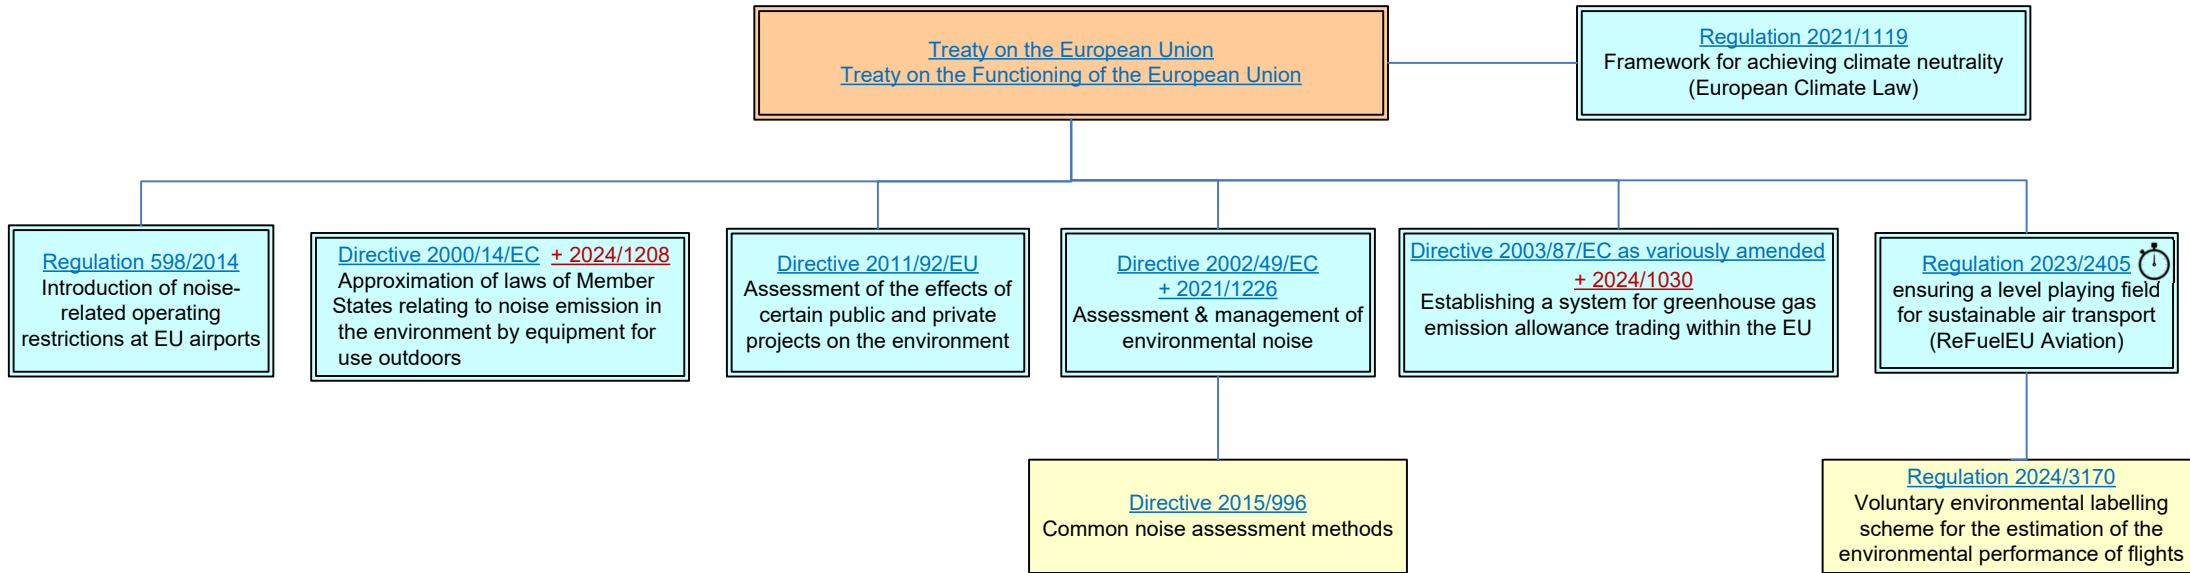 Treaty on the European Union
Treaty on the Functioning of the European Union
Regulation 2021/1119
Framework for achieving climate neutrality
(European Climate Law)
Regulation 598/2014
Introduction of noise-
related operating
restrictions at EU airports
Directive 2000/14/EC + 2024/1208
Approximation of laws of Member
States relating to noise emission in
the environment by equipment for
use outdoors
Directive 2011/92/EU
Assessment of the effects of
certain public and private
projects on the environment
Directive 2002/49/EC
+ 2021/1226
Assessment & management of
environmental noise
Directive 2003/87/EC as variously amended
+ 2024/1030
Establishing a system for greenhouse gas
emission allowance trading within the EU
Regulation 2023/2405
ensuring a level playing field
for sustainable air transport
(ReFuelEU Aviation)
Directive 2015/996
Common noise assessment methods
Regulation 2024/3170
Voluntary environmental labelling
scheme for the estimation of the
environmental performance of flights